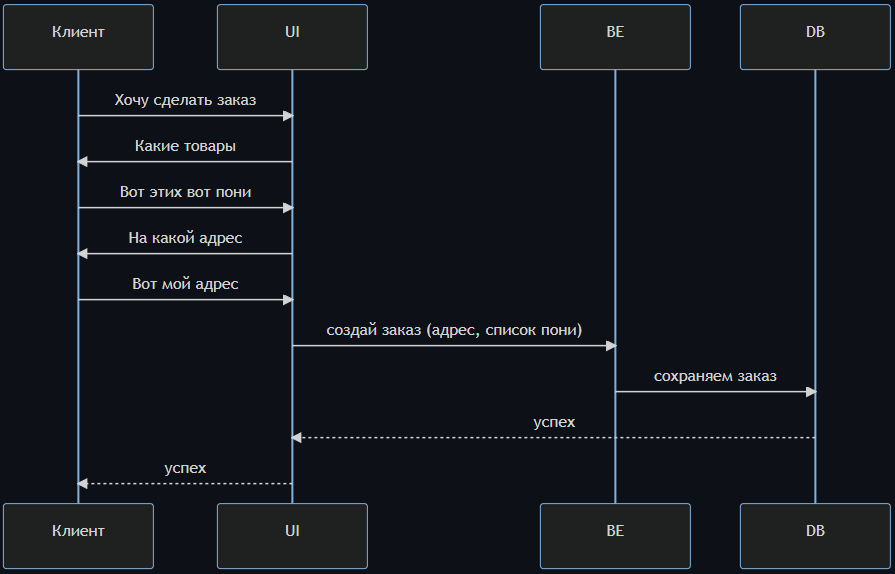 Клиент
UI
BE
DB
Хочу сделать заказ
Какие товары
Вот этих вот пони
На какой адрес
Вот мой адрес
создай заказ (адрес, список пони)
сохраняем заказ
успех
успех
Клиент
UI
BE
DB